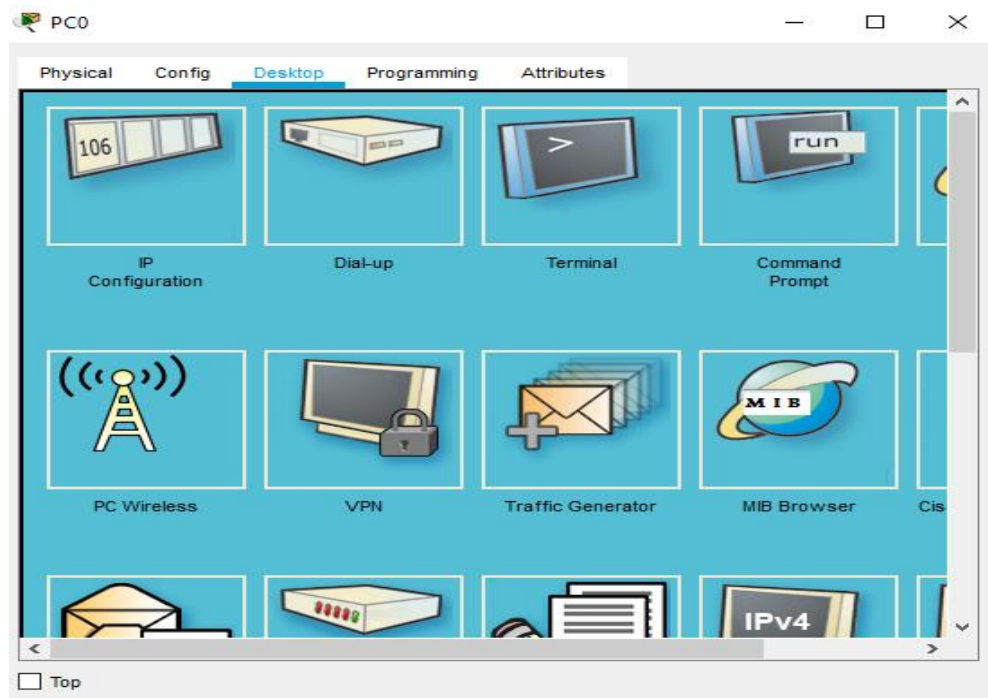 PC0
Physical Config Desktop Programming Attributes
106
>
run
IP
Configuration
Dial-up
Terminal
Command
Prompt
MIB
PC Wireless
VPN
Traffic Generator
MIB Browser
Cis
IPv4
Top